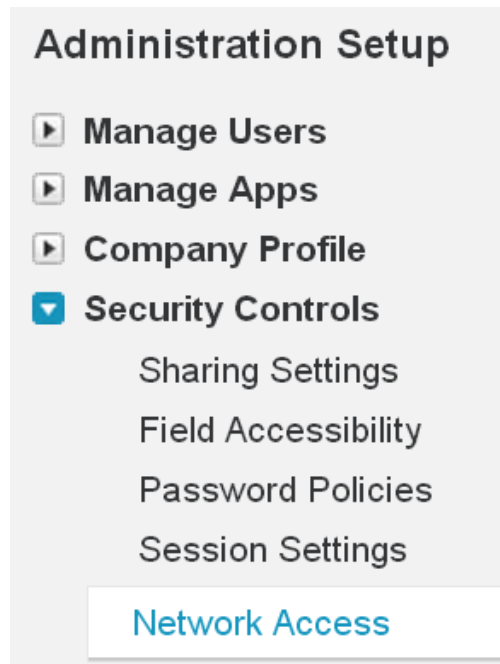 Administration Setup
Manage Users
Manage Apps
Company Profile
Security Controls
Sharing Settings
Field Accessibility
Password Policies
Session Settings
Network Access